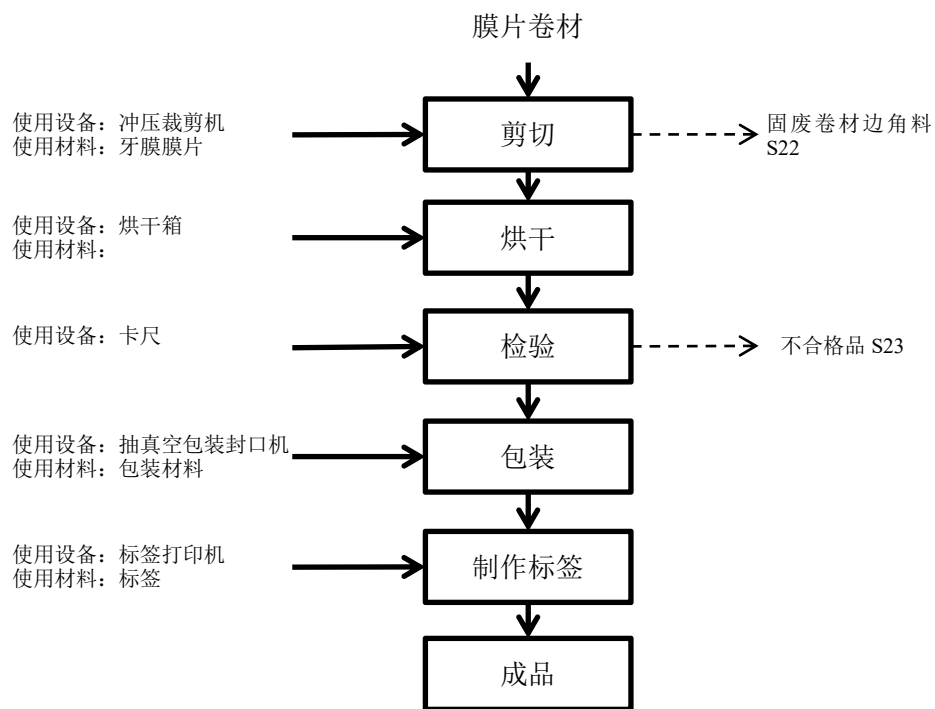 膜片卷材
使用设备：冲压裁剪机
使用材料：牙膜膜片
剪切
固废卷材边角料
S22
使用设备：烘干箱
使用材料：
烘干
使用设备：卡尺
检验
不合格品 S23
使用设备：抽真空包装封口机
使用材料：包装材料
包装
使用设备：标签打印机
使用材料：标签
制作标签
成品